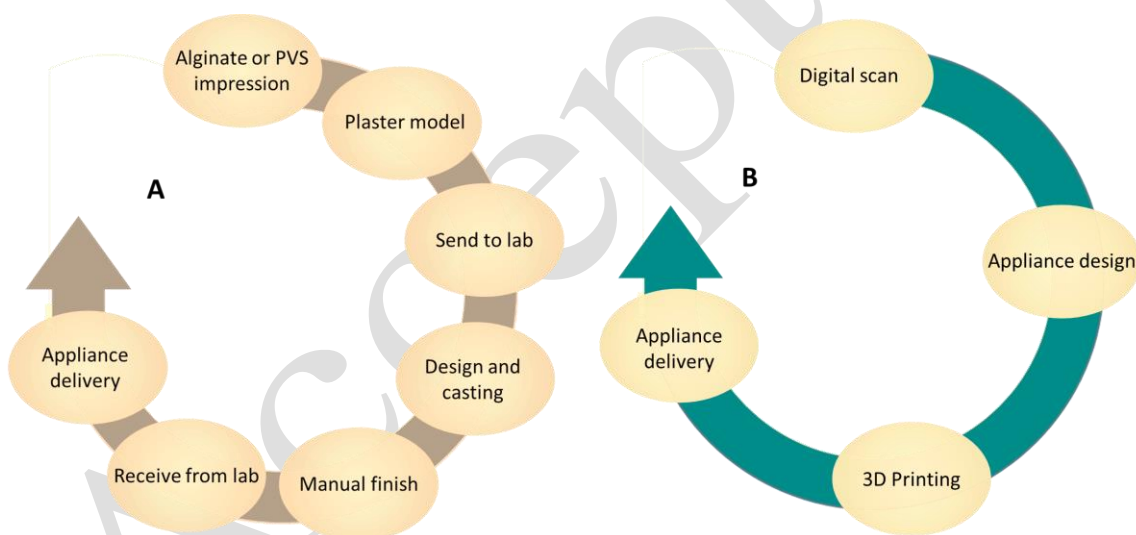 Alginate or PVS
impression
Plaster model
Send to lab
Design and
casting
Manual finish
Receive from lab
Appliance
delivery
A
Digital scan
Appliance design
3D Printing
Appliance
delivery
B